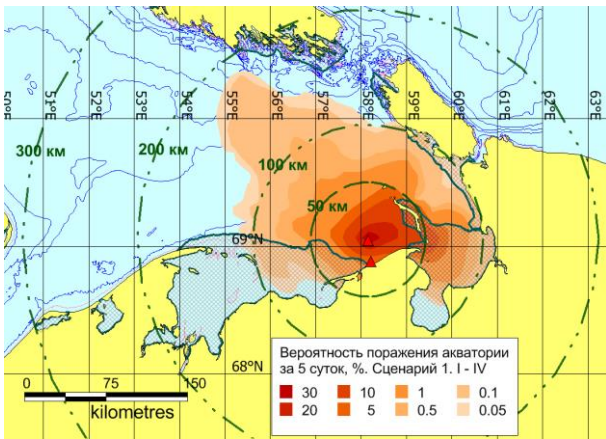 50°E
51°E
52°E
53°E
54°E
55°E
56°E
57°E
58°E
59°E
60°E
61°E
62°E
63°E
300 км
200 км
100 км
50 км
69°N
68°N
0 75 150
kilometres
Вероятность поражения акватории
за 5 суток, %. Сценарий 1. I - IV
30 10 1 0.1
20 5 0.5 0.05